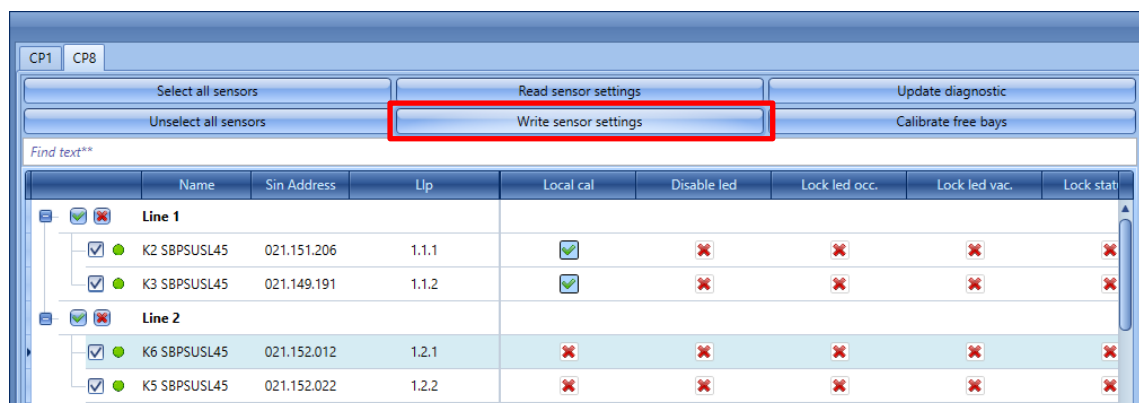 CP1 CP8
Select all sensors Read sensor settings Update diagnostic
Unselect all sensors Write sensor settings Calibrate free bays
Find text**
Name Sin Address Llp Local cal Disable led Lock led occ. Lock led vac. Lock stat
Line 1
K2 SBPSUSL45 021.151.206 1.1.1
K3 SBPSUSL45 021.149.191 1.1.2
Line 2
K6 SBPSUSL45 021.152.012 1.2.1
K5 SBPSUSL45 021.152.022 1.2.2